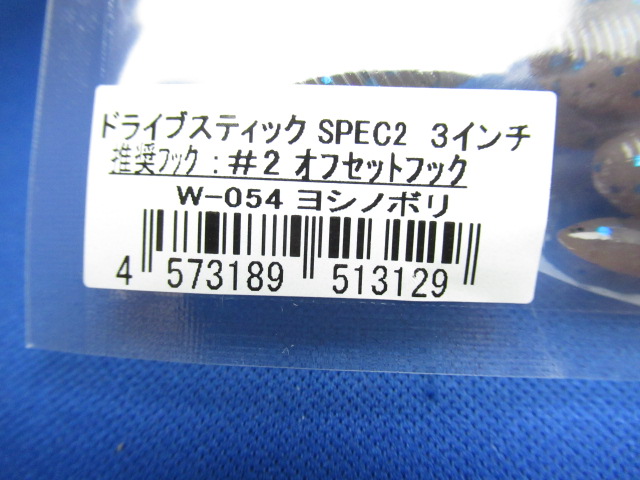 ドライブスティック SPEC2 3インチ
推奨フック : #2 オフセットフック
W-054 ヨシノボリ
4 573189 513129